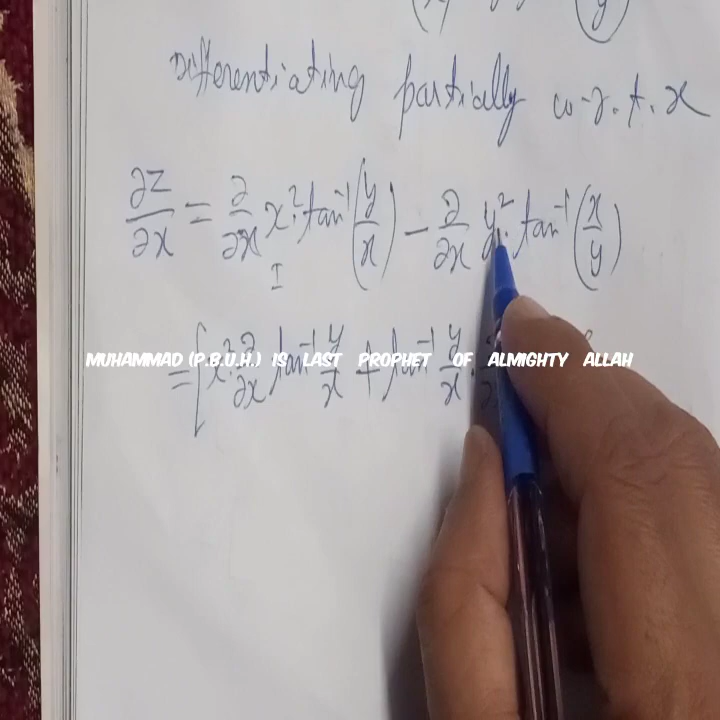 Differentiating partially w.r.t. x
∂z/∂x = ∂/∂x x². tan⁻¹(y/x) − ∂/∂x y². tan⁻¹(x/y)
I
= [x². ∂/∂x tan⁻¹ y/x + tan⁻¹ y/x .
MUHAMMAD (P.B.U.H.) IS LAST PROPHET OF ALMIGHTY ALLAH